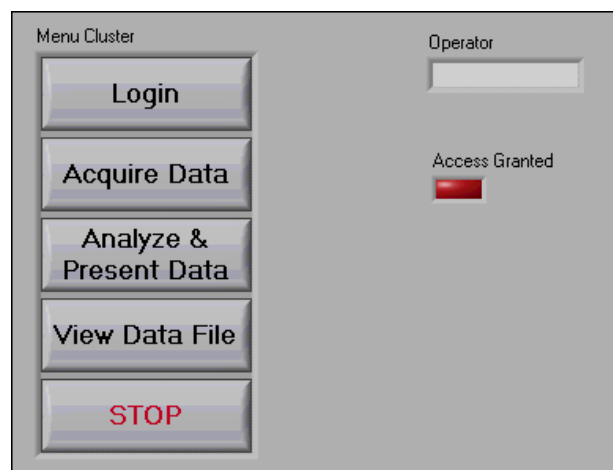 Menu Cluster
Login
Acquire Data
Analyze &
Present Data
View Data File
STOP
Operator
Access Granted